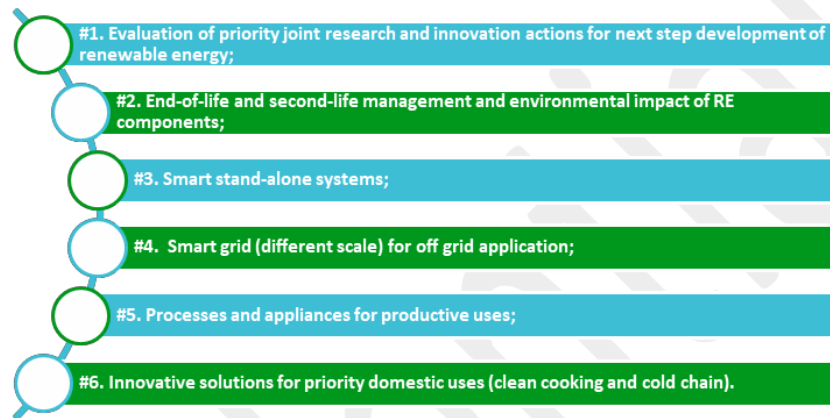 #1. Evaluation of priority joint research and innovation actions for next step development of
renewable energy;
#2. End-of-life and second-life management and environmental impact of RE
components;
#3. Smart stand-alone systems;
#4. Smart grid (different scale) for off grid application;
#5. Processes and appliances for productive uses;
#6. Innovative solutions for priority domestic uses (clean cooking and cold chain).